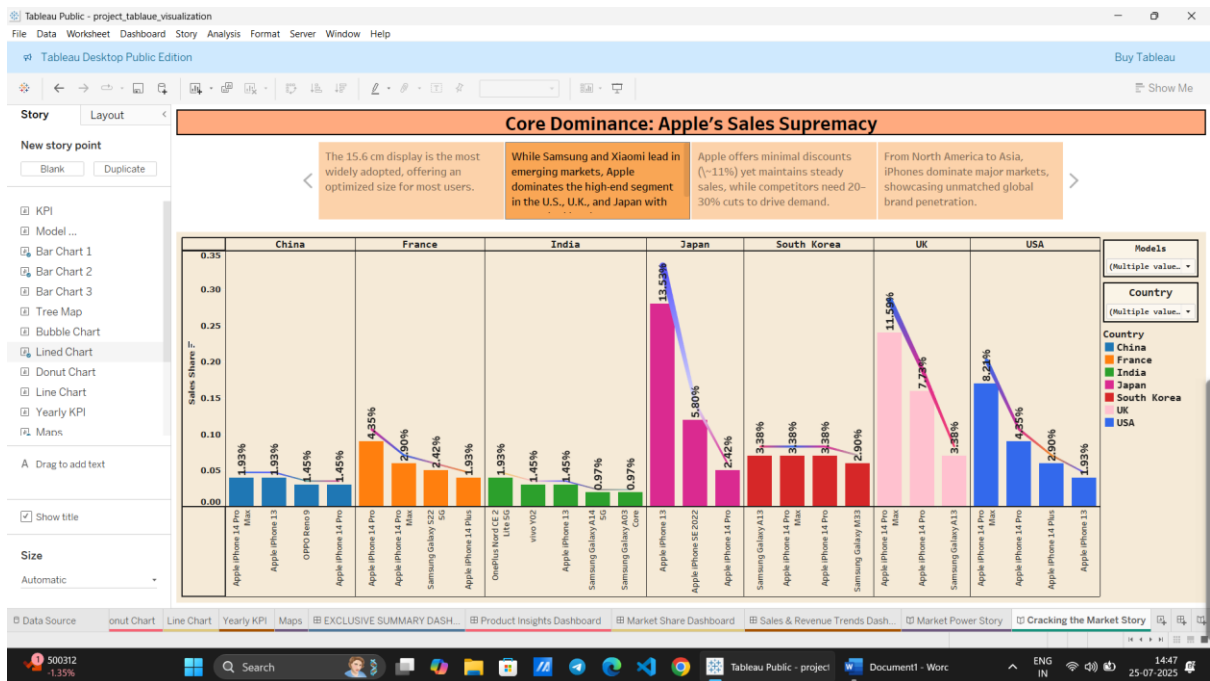 Tableau Public - project_tablaue_visualization
File Data Worksheet Dashboard Story Analysis Format Server Window Help
Tableau Desktop Public Edition
Buy Tableau
Show Me
Story Layout
New story point
Blank Duplicate
KPI
Model ...
Bar Chart 1
Bar Chart 2
Bar Chart 3
Tree Map
Bubble Chart
Lined Chart
Donut Chart
Line Chart
Yearly KPI
Maps
A Drag to add text
Show title
Size
Automatic
Core Dominance: Apple's Sales Supremacy
The 15.6 cm display is the most
widely adopted, offering an
optimized size for most users.
While Samsung and Xiaomi lead in
emerging markets, Apple
dominates the high-end segment
in the U.S., U.K., and Japan with
Apple offers minimal discounts
(\~11%) yet maintains steady
sales, while competitors need 20–
30% cuts to drive demand.
From North America to Asia,
iPhones dominate major markets,
showcasing unmatched global
brand penetration.
China France India Japan South Korea UK USA
Sales Share
0.35
0.30
0.25
0.20
0.15
0.10
0.05
0.00
1.93% 1.93% 1.45% 1.45%
4.35% 2.90% 2.42% 1.93%
1.93% 1.45% 1.45% 0.97% 0.97%
13.53% 5.80% 2.42%
3.38% 3.38% 3.38% 2.90%
11.59% 7.73% 3.38%
8.21% 4.35% 2.90% 1.93%
Apple iPhone 14 Pro
Max
Apple iPhone 13
OPPO Reno 9
Apple iPhone 14 Pro
Apple iPhone 14 Pro
Apple iPhone 14 Pro
Max
Samsung Galaxy S22
5G
Apple iPhone 14 Plus
OnePlus Nord CE 2
Lite 5G
vivo Y02
Apple iPhone 13
Samsung Galaxy A14
5G
Samsung Galaxy A03
Core
Apple iPhone 13
Apple iPhone SE 2022
Apple iPhone 14 Pro
Samsung Galaxy A13
Apple iPhone 14 Pro
Max
Apple iPhone 14 Pro
Samsung Galaxy M33
Apple iPhone 14 Pro
Max
Apple iPhone 14 Pro
Samsung Galaxy A13
Apple iPhone 14 Pro
Max
Apple iPhone 14 Pro
Apple iPhone 14 Plus
Apple iPhone 13
Models
(Multiple value..
Country
(Multiple value..
Country
China
France
India
Japan
South Korea
UK
USA
Data Source onut Chart Line Chart Yearly KPI Maps EXCLUSIVE SUMMARY DASH... Product Insights Dashboard Market Share Dashboard Sales & Revenue Trends Dash... Market Power Story Cracking the Market Story
1
500312
-1.35%
Search
Tableau Public - project
Document1 - Word
ENG
IN
14:47
25-07-2025